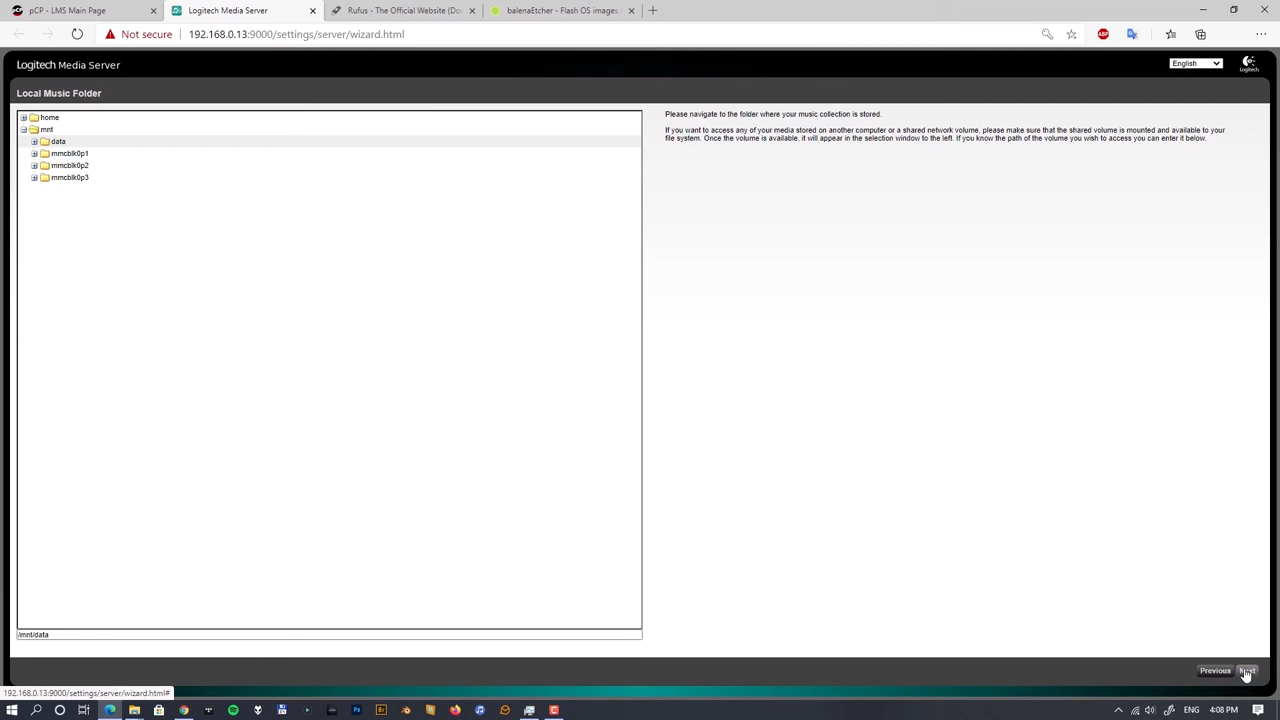 pCP - LMS Main Page
Logitech Media Server
Rufus - The Official Website (Do
balenaEtcher - Flash OS images
Not secure
192.168.0.13:9000/settings/server/wizard.html
ABP
Logitech Media Server
English
Logitech
Local Music Folder
home
mnt
data
mmcblk0p1
mmcblk0p2
mmcblk0p3
Please navigate to the folder where your music collection is stored.
If you want to access any of your media stored on another computer or a shared network volume, please make sure that the shared volume is mounted and available to your
file system. Once the volume is available, it will appear in the selection window to the left. If you know the path of the volume you wish to access you can enter it below.
/mnt/data
Previous
Next
192.168.0.13:9000/settings/server/wizard.html#
Br
ENG
4:08 PM